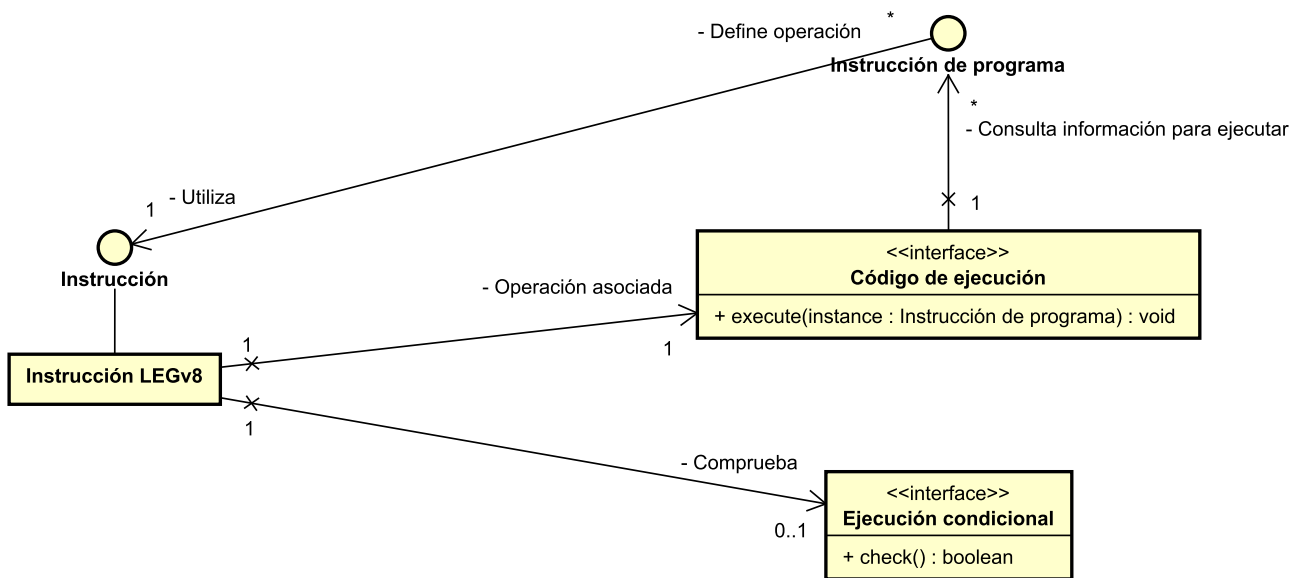 - Define operación
*
Instrucción de programa
*
- Consulta información para ejecutar
- Utiliza
1
1
Instrucción
<<interface>>
Código de ejecución
+ execute(instance : Instrucción de programa) : void
- Operación asociada
1
1
Instrucción LEGv8
1
- Comprueba
0..1
<<interface>>
Ejecución condicional
+ check() : boolean